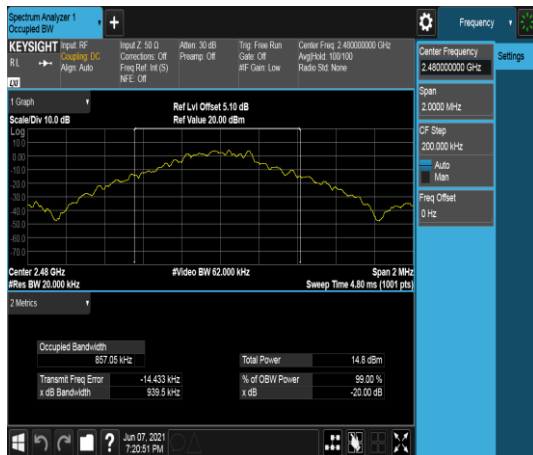 Spectrum Analyzer 1
Occupied BW
+
Frequency
KEYSIGHT
Input: RF
Input Z: 50 Ω
Atten: 30 dB
Trig: Free Run
Center Freq: 2.480000000 GHz
RL
Coupling: DC
Corrections: Off
Preamp: Off
Gate: Off
Avg|Hold: 100/100
Align: Auto
Freq Ref: Int (S)
#IF Gain: Low
Radio Std: None
NFE: Off
LXI
Center Frequency
2.480000000 GHz
Settings
Span
2.0000 MHz
CF Step
200.000 kHz
Auto
Man
Freq Offset
0 Hz
1 Graph
Scale/Div 10.0 dB
Ref Lvl Offset 5.10 dB
Ref Value 20.00 dBm
Log
10.0
0.00
-10.0
-20.0
-30.0
-40.0
-50.0
-60.0
-70.0
Center 2.48 GHz
#Video BW 62.000 kHz
Span 2 MHz
#Res BW 20.000 kHz
Sweep Time 4.80 ms (1001 pts)
2 Metrics
Occupied Bandwidth
857.05 kHz
Total Power
14.8 dBm
Transmit Freq Error
-14.433 kHz
% of OBW Power
99.00 %
x dB Bandwidth
939.5 kHz
x dB
-20.00 dB
?
Jun 07, 2021
7:20:51 PM